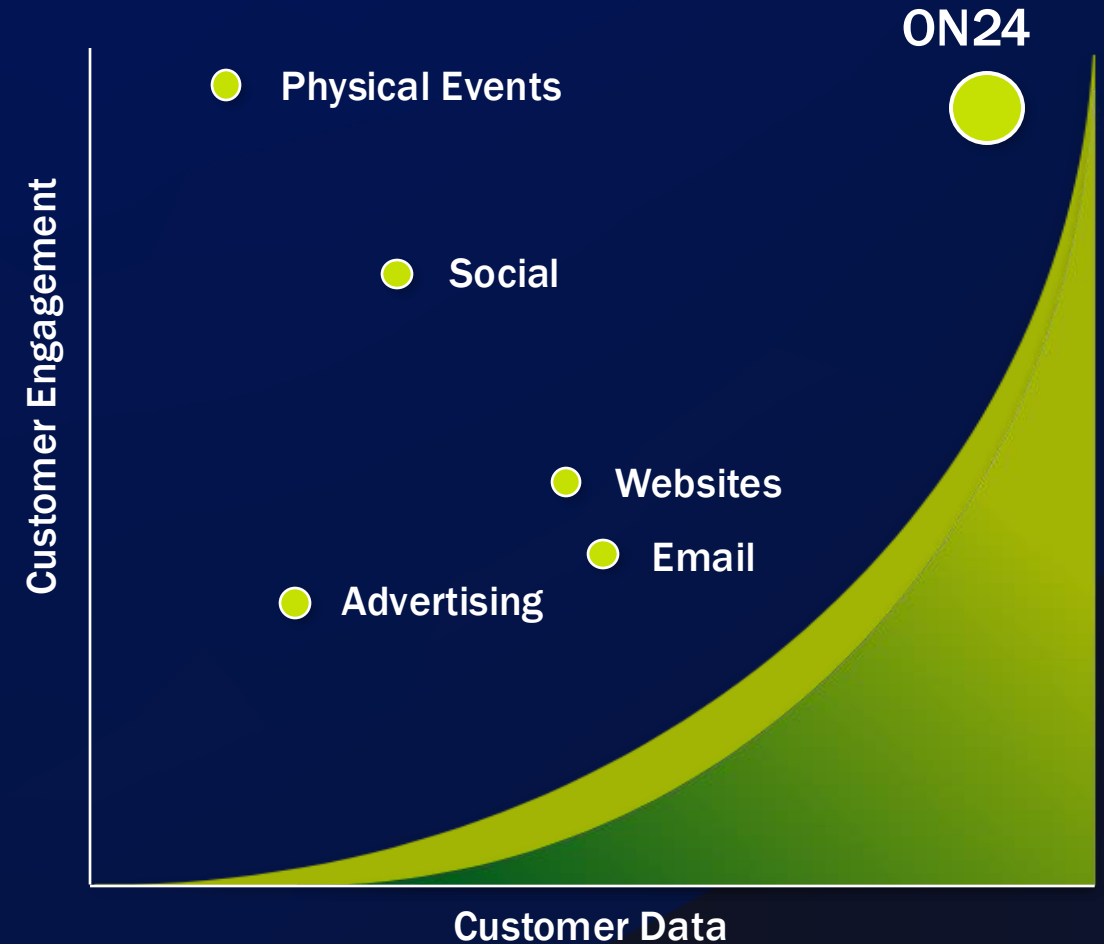 ON24
Physical Events
Social
Websites
Email
Advertising
Customer Engagement
Customer Data